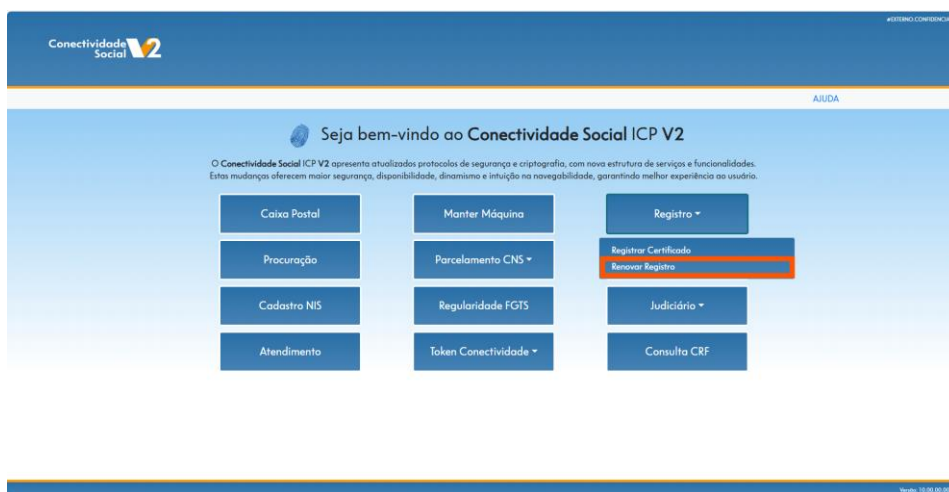 #EXTERNO.CONFIDENCIA
Conectividade
Social V2
AJUDA
Seja bem-vindo ao Conectividade Social ICP V2
O Conectividade Social ICP V2 apresenta atualizados protocolos de segurança e criptografia, com nova estrutura de serviços e funcionalidades.
Estas mudanças oferecem maior segurança, disponibilidade, dinamismo e intuição na navegabilidade, garantindo melhor experiência ao usuário.
Caixa Postal
Manter Máquina
Registro
Registrar Certificado
Renovar Registro
Procuração
Parcelamento CNS
Cadastro NIS
Regularidade FGTS
Judiciário
Atendimento
Token Conectividade
Consulta CRF